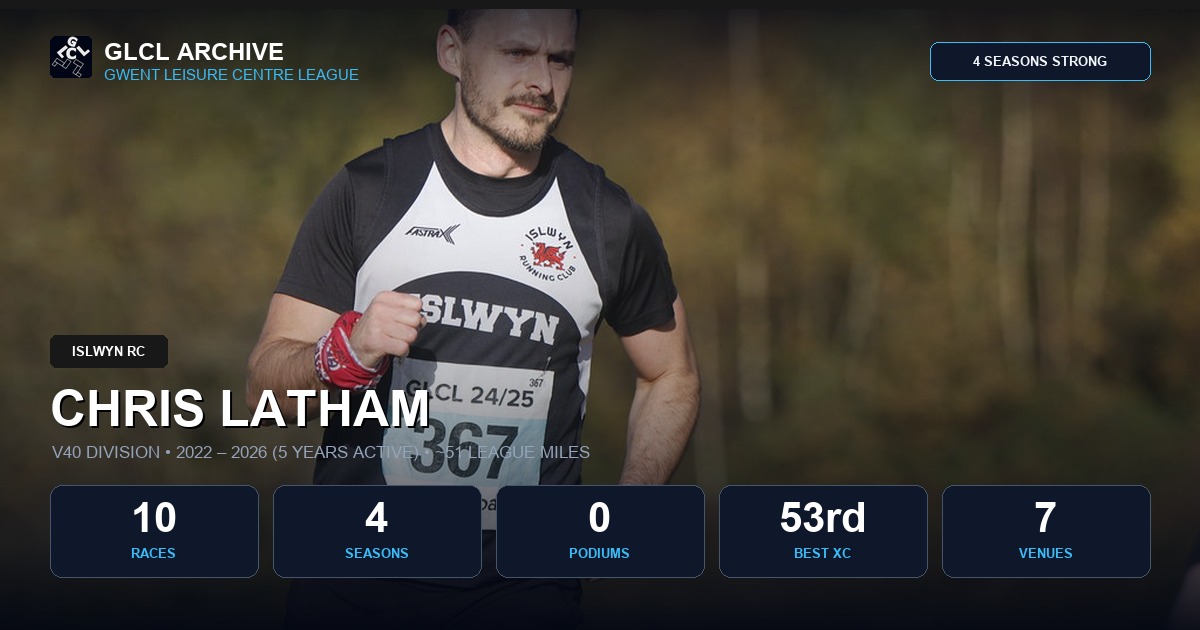 GLCL ARCHIVE
GWENT LEISURE CENTRE LEAGUE
4 SEASONS STRONG
FASTRAX
ISLWYN
RUNNING CLUB
ISLWYN
GLCL 24/25
367
367
ISLWYN RC
CHRIS LATHAM
V40 DIVISION • 2022 – 2026 (5 YEARS ACTIVE) • ~51 LEAGUE MILES
10
RACES
4
SEASONS
0
PODIUMS
53rd
BEST XC
7
VENUES